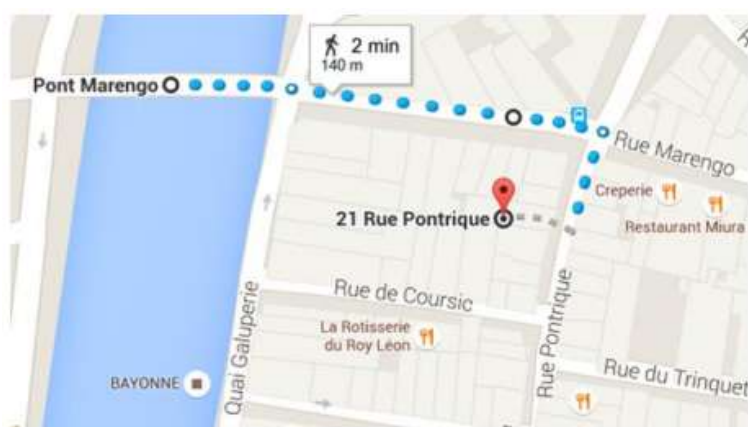 2 min
140 m
Pont Marengo
Rue Marengo
Creperie
Restaurant Miura
21 Rue Pontrique
Rue de Coursic
La Rotisserie
du Roy Léon
Quai Galuperie
Rue Pontrique
Rue du Trinquet
BAYONNE